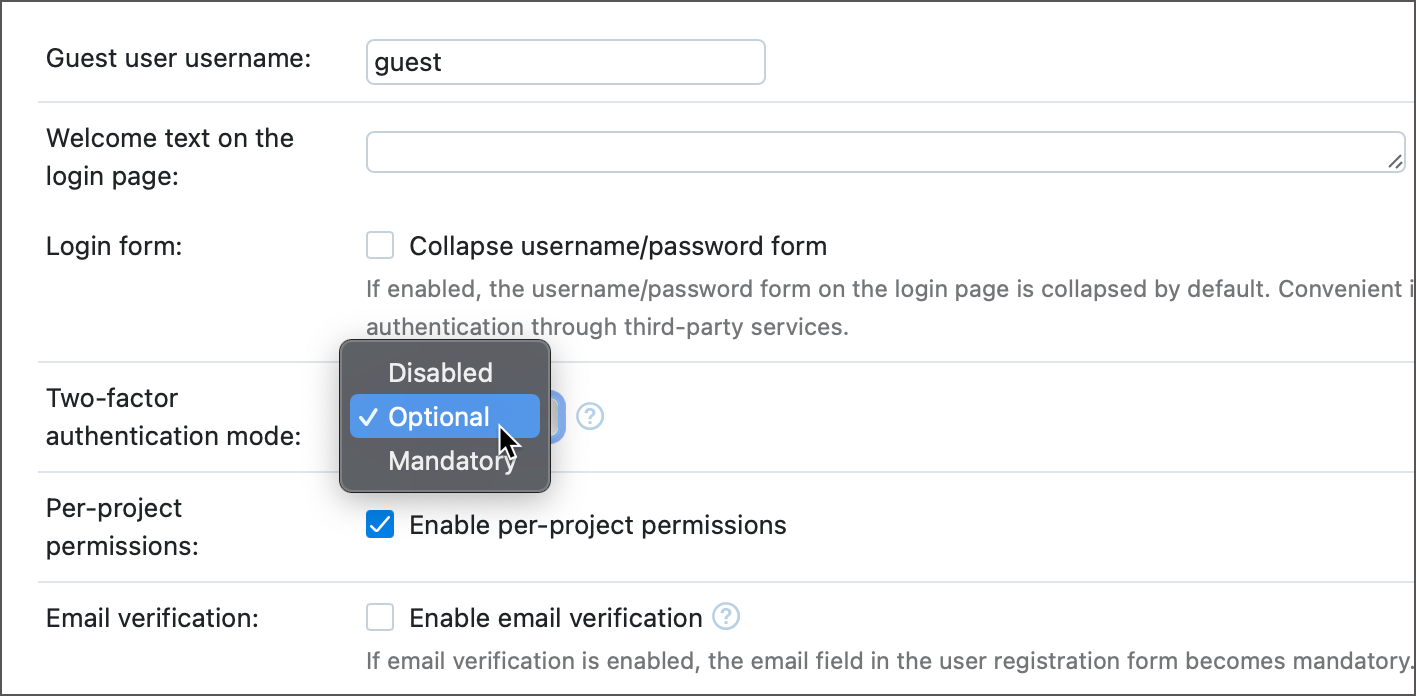 Guest user username:
guest
Welcome text on the
login page:
Login form:
Collapse username/password form
If enabled, the username/password form on the login page is collapsed by default. Convenient i
authentication through third-party services.
Two-factor
authentication mode:
Disabled
✓ Optional
Mandatory
?
Per-project
permissions:
Enable per-project permissions
Email verification:
Enable email verification ?
If email verification is enabled, the email field in the user registration form becomes mandatory.